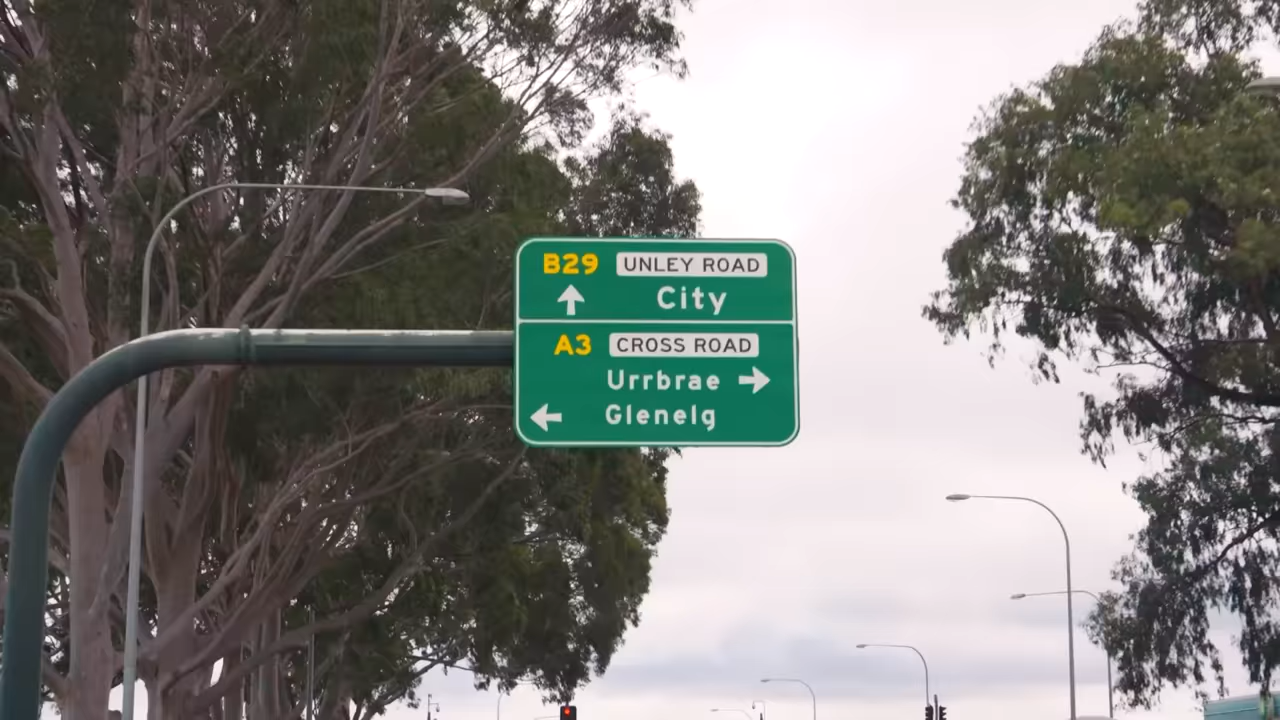 B29 UNLEY ROAD
City
A3 CROSS ROAD
Urrbrae
Glenelg